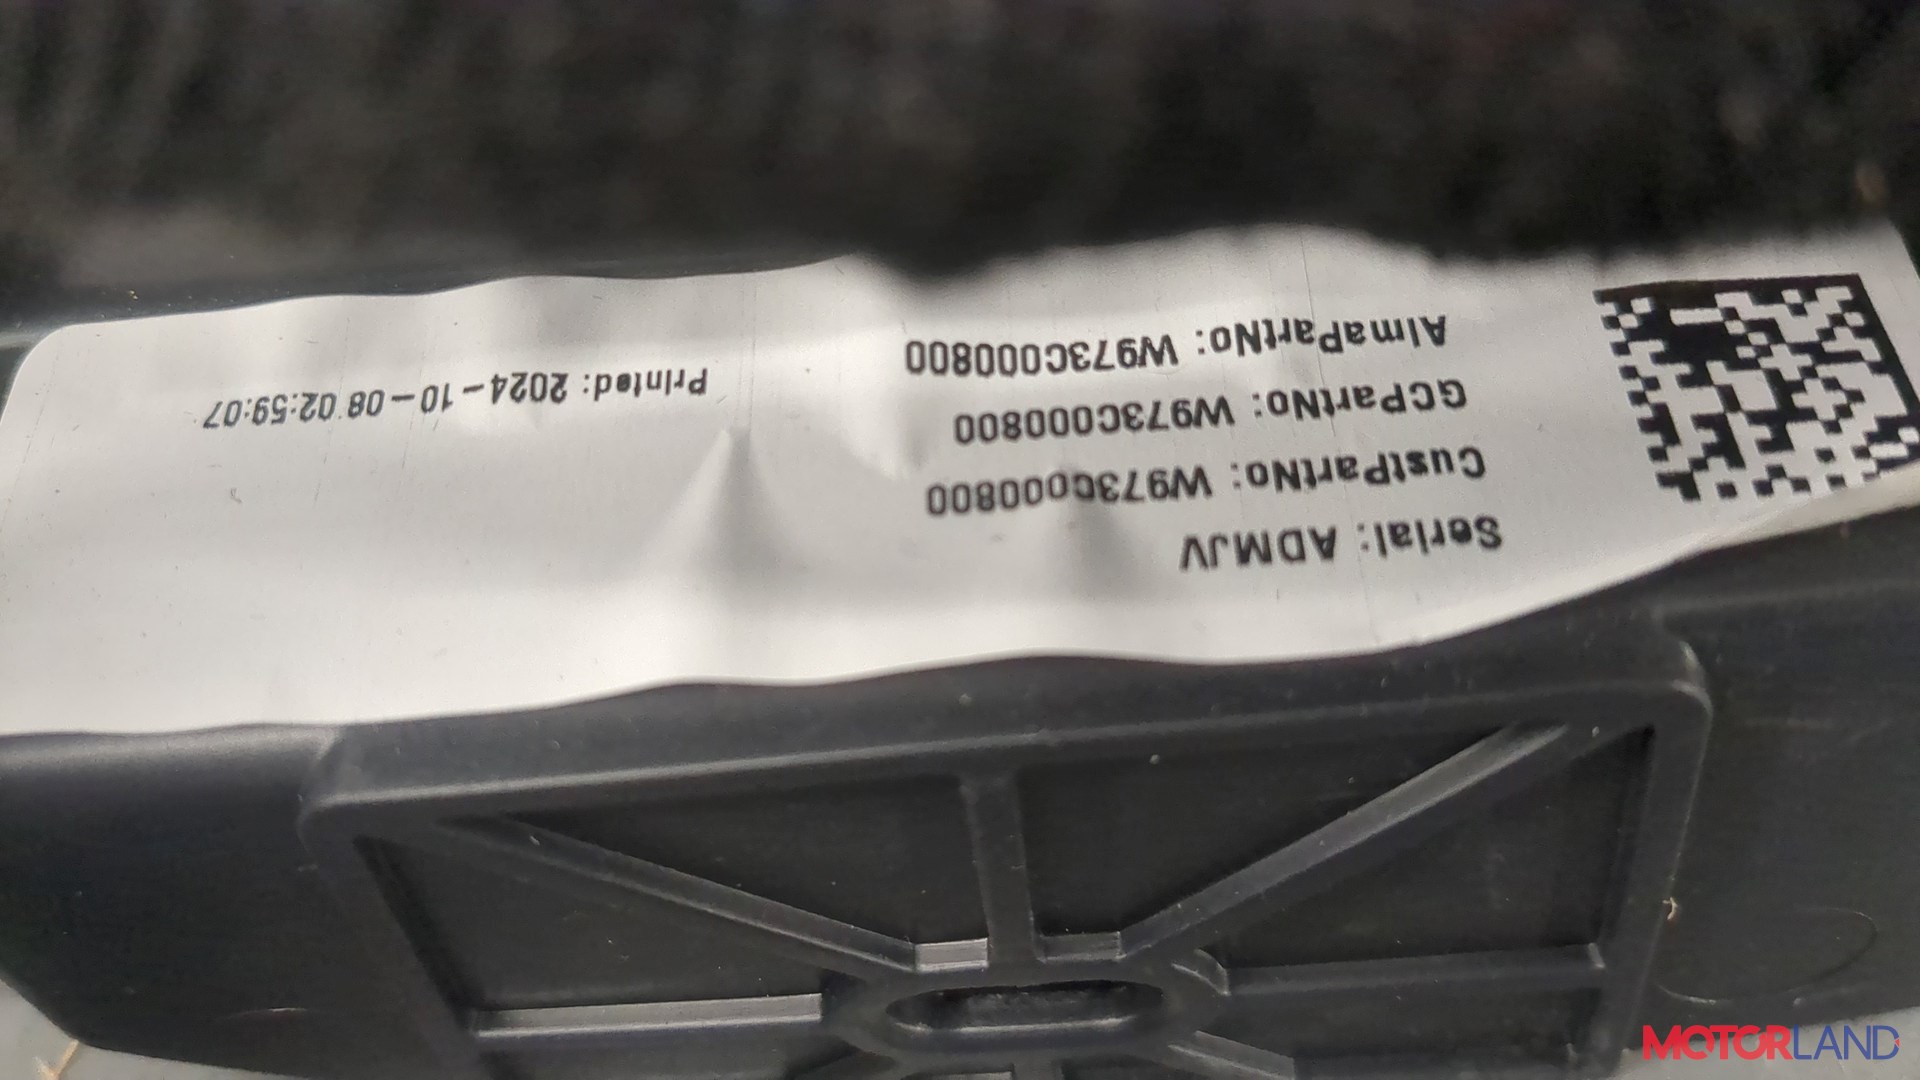 Serial: ADMJV
CustPartNo: W973C000800
GCPartNo: W973C000800
AlmaPartNo: W973C000800
Printed: 2024-10-08 02:59:07
MOTORLAND